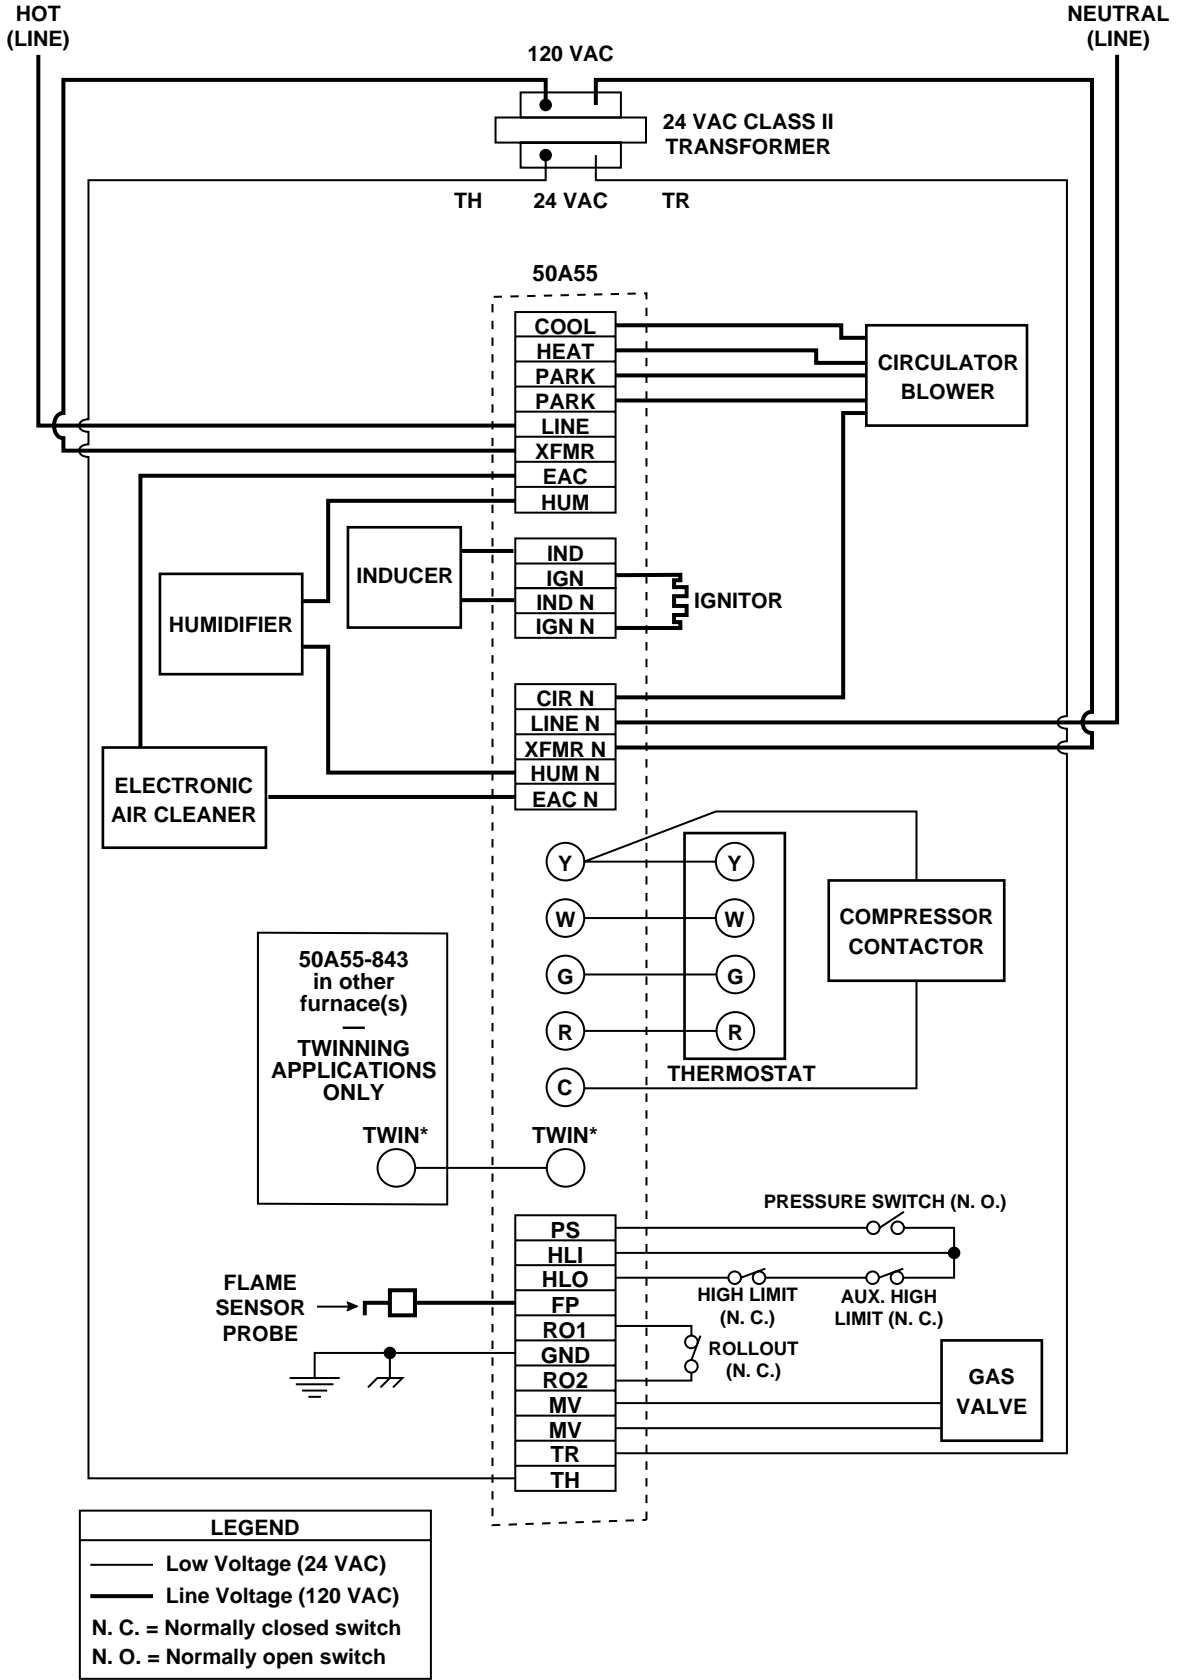 HOT
(LINE)
NEUTRAL
(LINE)
120 VAC
24 VAC CLASS II
TRANSFORMER
TH 24 VAC TR
50A55
COOL
HEAT
PARK
PARK
LINE
XFMR
EAC
HUM
CIRCULATOR
BLOWER
IND
IGN
IND N
IGN N
INDUCER
IGNITOR
HUMIDIFIER
CIR N
LINE N
XFMR N
HUM N
EAC N
ELECTRONIC
AIR CLEANER
Y Y
W W
G G
R R
C
THERMOSTAT
COMPRESSOR
CONTACTOR
50A55-843
in other
furnace(s)
—
TWINNING
APPLICATIONS
ONLY
TWIN* TWIN*
PRESSURE SWITCH (N. O.)
PS
HLI
HLO
FP
RO1
GND
RO2
MV
MV
TR
TH
HIGH LIMIT
(N. C.)
AUX. HIGH
LIMIT (N. C.)
FLAME
SENSOR
PROBE
ROLLOUT
(N. C.)
GAS
VALVE
LEGEND
Low Voltage (24 VAC)
Line Voltage (120 VAC)
N. C. = Normally closed switch
N. O. = Normally open switch